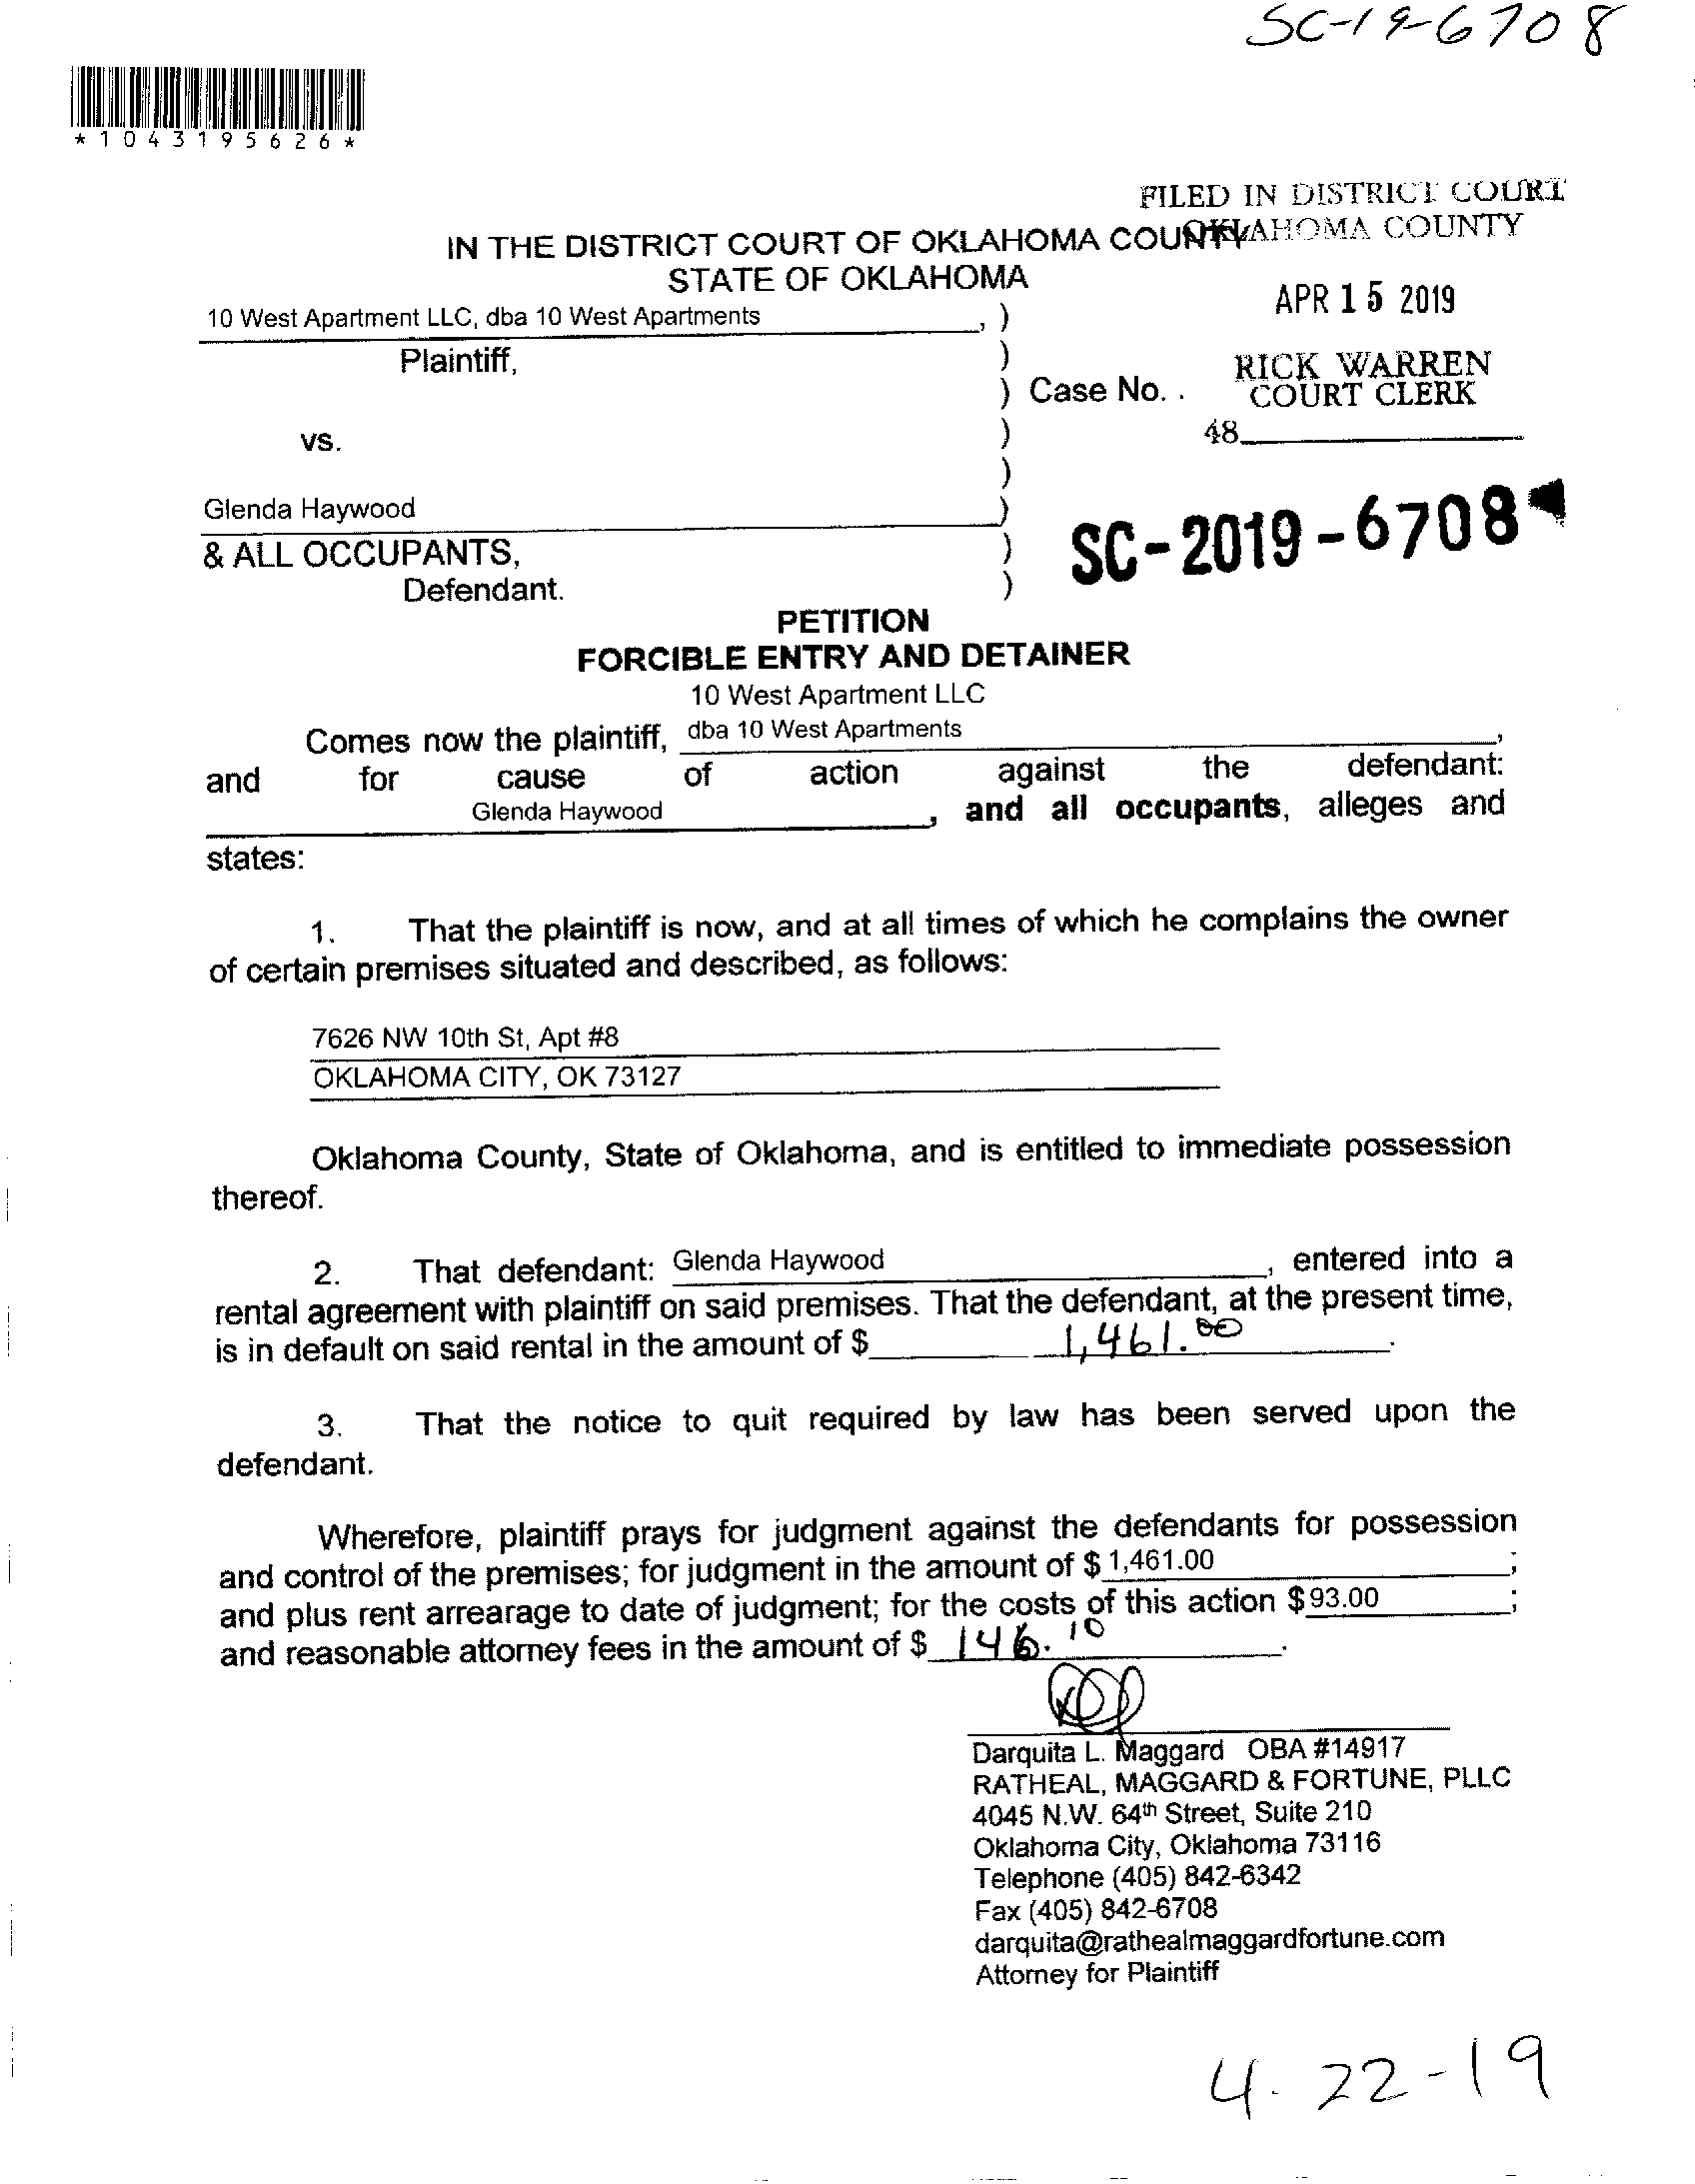 SC-19-6708
*1043195626*
FILED IN DISTRICT COURT
OKLAHOMA COUNTY
IN THE DISTRICT COURT OF OKLAHOMA COUNTY
STATE OF OKLAHOMA
APR 15 2019
10 West Apartment LLC, dba 10 West Apartments , )
Plaintiff, )
RICK WARREN
) Case No. . COURT CLERK
vs. )
48
)
Glenda Haywood )
& ALL OCCUPANTS, )
SC-2019-6708
Defendant. )
PETITION
FORCIBLE ENTRY AND DETAINER
10 West Apartment LLC
Comes now the plaintiff, dba 10 West Apartments ,
and for cause of action against the defendant:
Glenda Haywood , and all occupants, alleges and
states:
1. That the plaintiff is now, and at all times of which he complains the owner
of certain premises situated and described, as follows:
7626 NW 10th St, Apt #8
OKLAHOMA CITY, OK 73127
Oklahoma County, State of Oklahoma, and is entitled to immediate possession
thereof.
2. That defendant: Glenda Haywood , entered into a
rental agreement with plaintiff on said premises. That the defendant, at the present time,
is in default on said rental in the amount of $ 1,461.00 .
3. That the notice to quit required by law has been served upon the
defendant.
Wherefore, plaintiff prays for judgment against the defendants for possession
and control of the premises; for judgment in the amount of $ 1,461.00 ;
and plus rent arrearage to date of judgment; for the costs of this action $ 93.00 ;
and reasonable attorney fees in the amount of $ 146.10 .
Darquita L. Maggard OBA #14917
RATHEAL, MAGGARD & FORTUNE, PLLC
4045 N.W. 64th Street, Suite 210
Oklahoma City, Oklahoma 73116
Telephone (405) 842-6342
Fax (405) 842-6708
darquita@rathealmaggardfortune.com
Attorney for Plaintiff
4-22-19